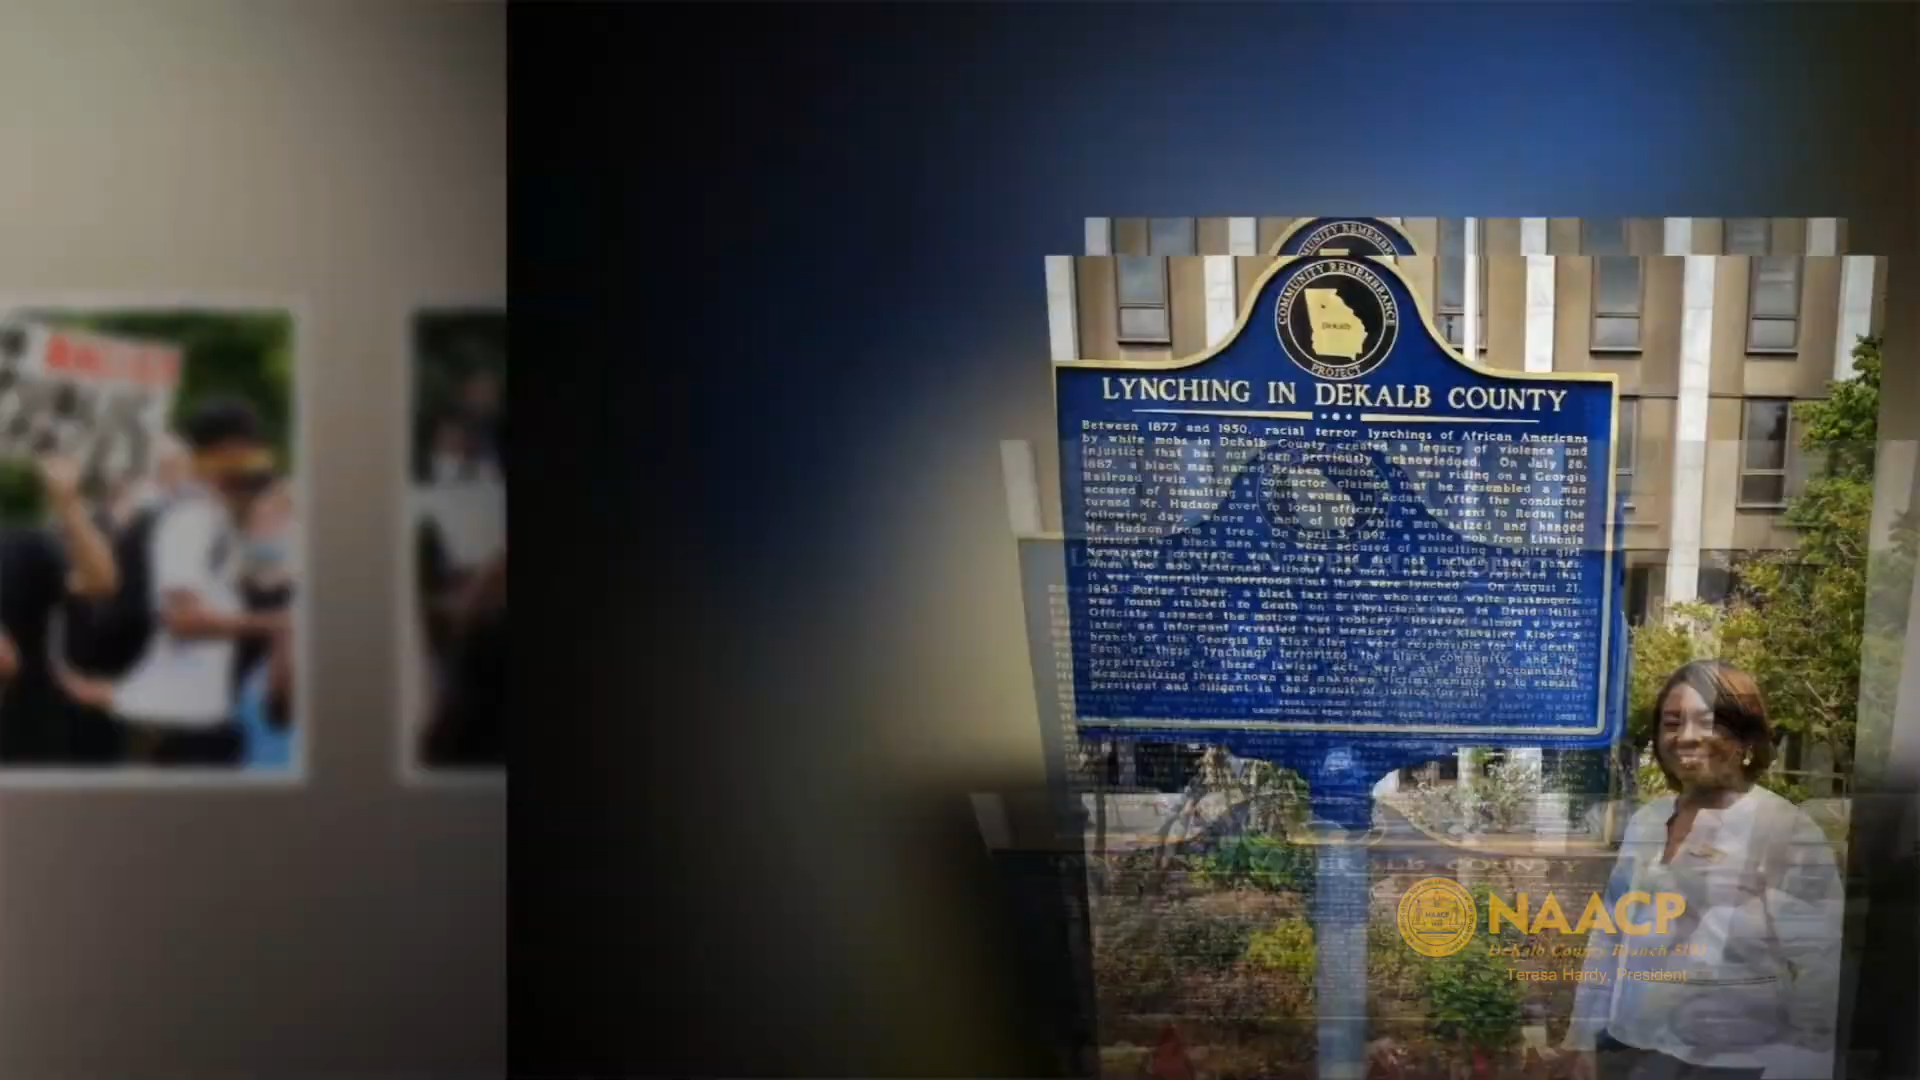 COMMUNITY REMEMBRANCE
DeKalb
PROJECT
LYNCHING IN DEKALB COUNTY
Between 1877 and 1950, racial terror lynchings of African Americans
by white mobs in DeKalb County created a legacy of violence and
injustice that has not been previously acknowledged. On July 26,
1887, a black man named Reuben Hudson, Jr. was riding on a Georgia
Railroad train when a conductor claimed that he resembled a man
accused of assaulting a white woman in Redan. After the conductor
turned Mr. Hudson over to local officers, he was sent to Redan the
following day, where a mob of 100 white men seized and hanged
Mr. Hudson from a tree. On April 3, 1892, a white mob from Lithonia
pursued two black men who were accused of assaulting a white girl.
Newspaper coverage was sparse and did not include their names.
When the mob returned without the men, newspapers reported that
it was "generally understood that they were lynched." On August 21,
1945, Porter Turner, a black taxi driver who served white passengers
was found stabbed to death on a physician's lawn in Druid Hills.
Officials assumed the motive was robbery. However, almost a year
later, an informant revealed that members of the Klavalier Klub - a
branch of the Georgia Ku Klux Klan - were responsible for his death.
Each of these lynchings terrorized the black community, and the
perpetrators of these lawless acts were not held accountable.
Memorializing these known and unknown victims reminds us to remain
persistent and diligent in the pursuit of justice for all.
NAACP
NAACP
DeKalb County Branch
Teresa Hardy, President